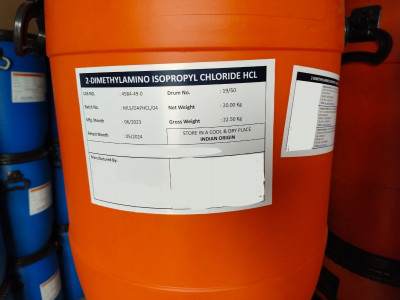 2-DIMETHYLAMINO ISOPROPYL CHLORIDE HCL
CAS NO. : 4584-49-0 Drum No. : 19/50
Batch No. Net Weight : 20.00 Kg
Mfg. Month : 06/2023 Gross Weight : 22.50 Kg
Retest Month : 05/2024 STORE IN A COOL & DRY PLACE
INDIAN ORIGIN
Manufactured By: